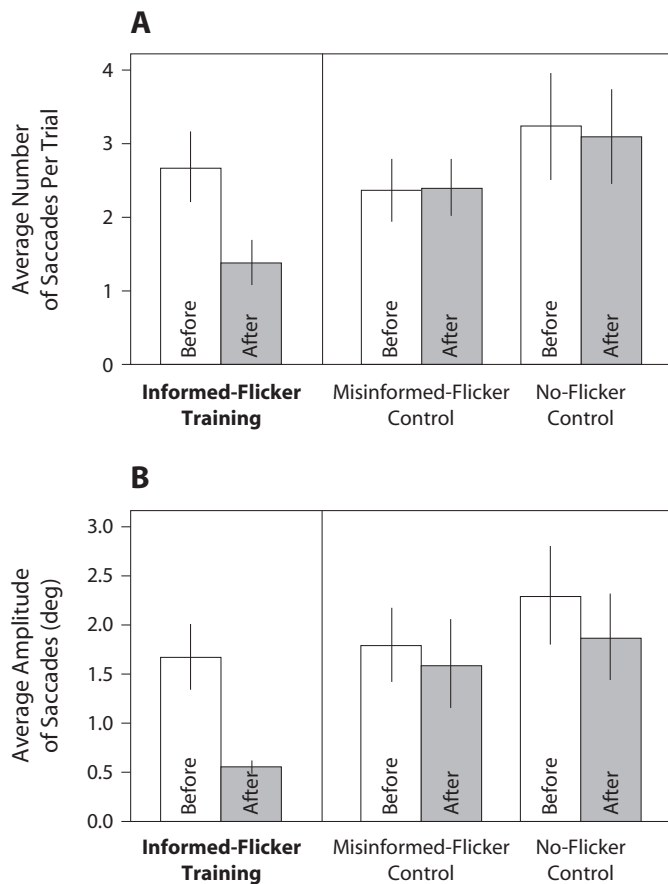 A
Average Number
of Saccades Per Trial
4
3
2
1
0
Before
After
Before
After
Before
After
Informed-Flicker
Training
Misinformed-Flicker
Control
No-Flicker
Control
B
Average Amplitude
of Saccades (deg)
3.0
2.5
2.0
1.5
1.0
0.5
0.0
Before
After
Before
After
Before
After
Informed-Flicker
Training
Misinformed-Flicker
Control
No-Flicker
Control